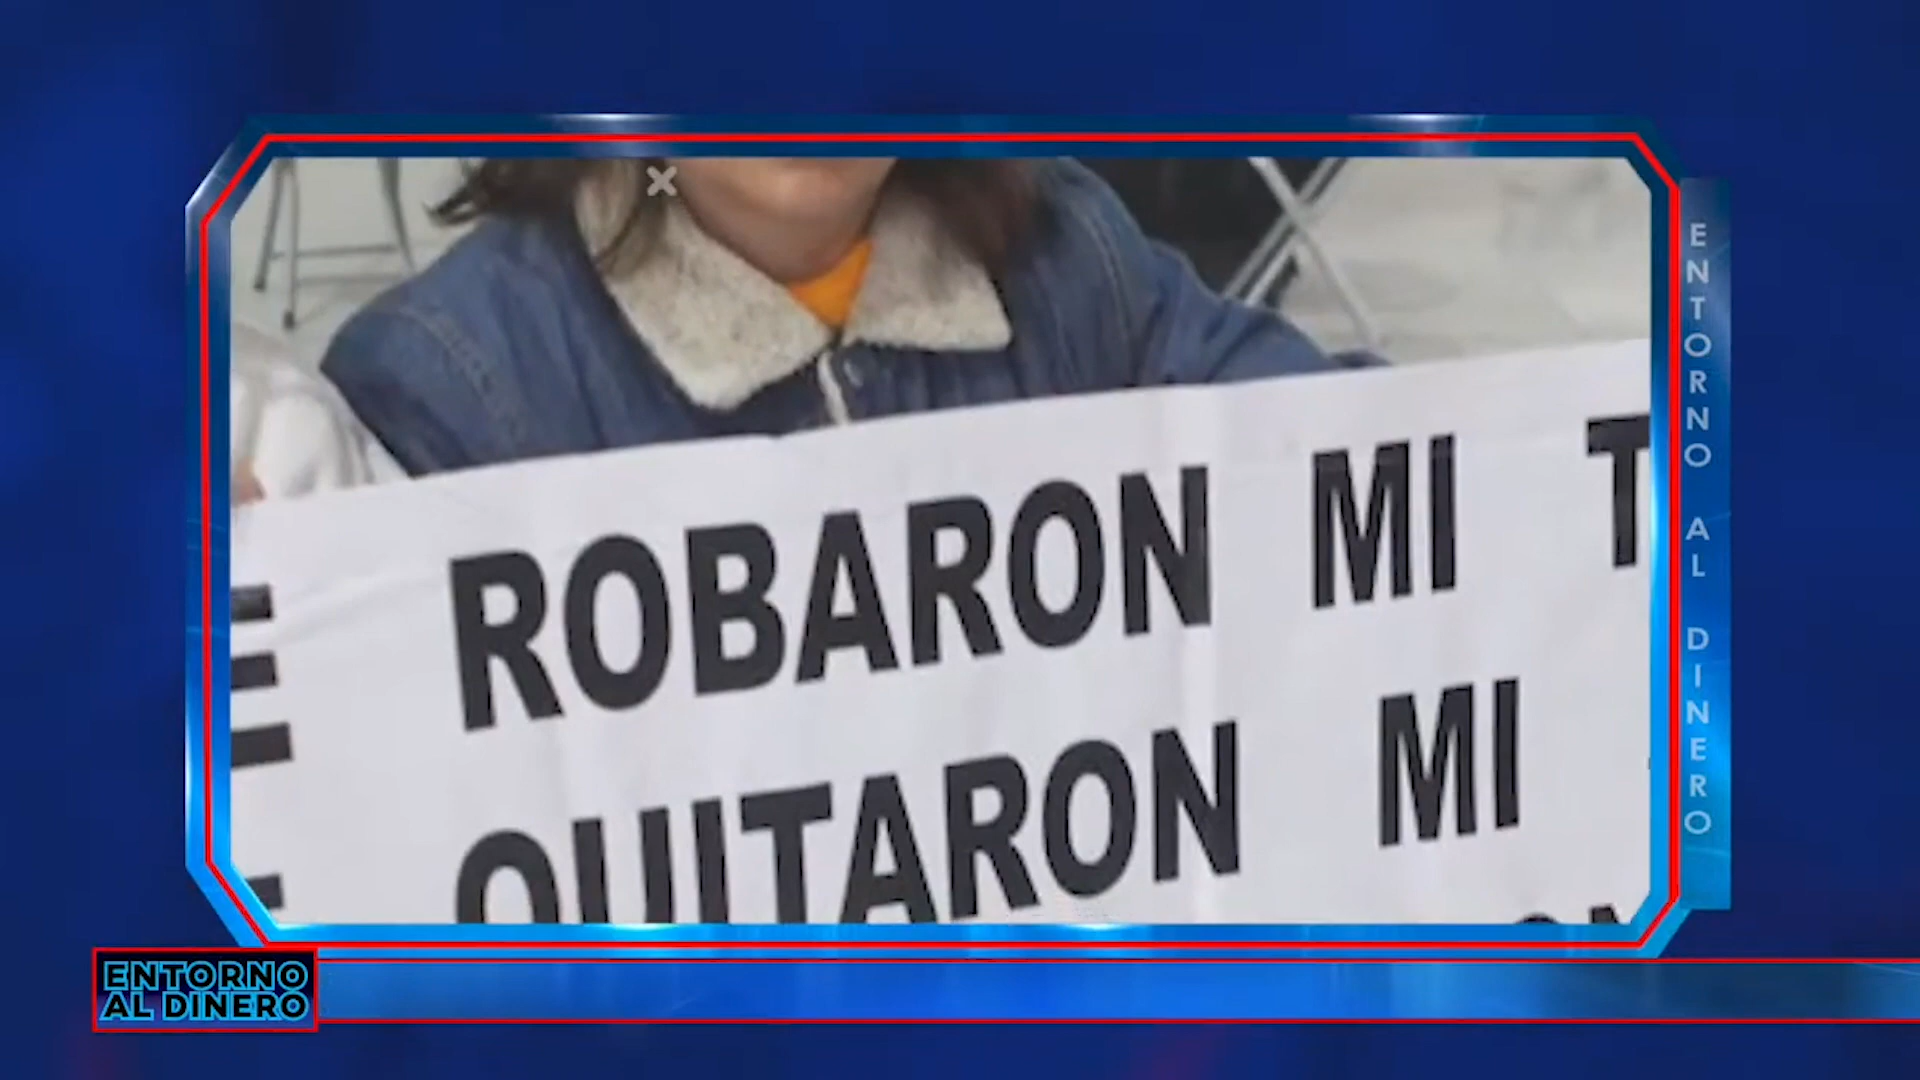 ROBARON MI
QUITARON MI
ENTORNO AL DINERO
ENTORNO
AL DINERO